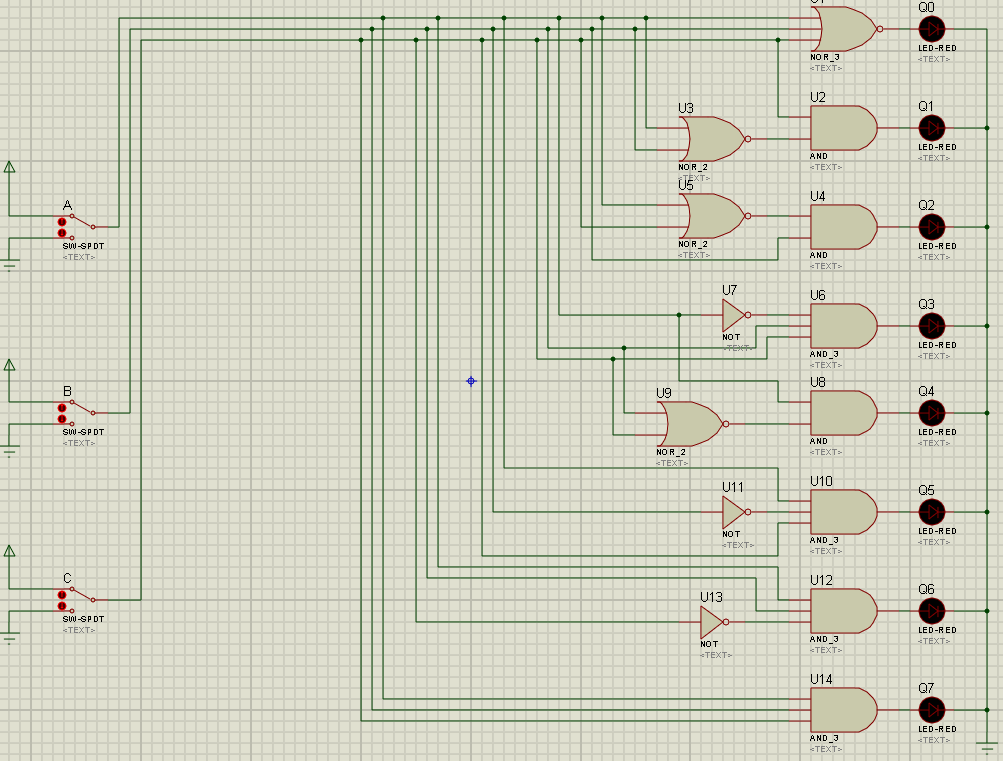 Q0
LED-RED
<TEXT>
NOR_3
<TEXT>
U2
AND
<TEXT>
Q1
LED-RED
<TEXT>
U3
NOR_2
<TEXT>
U5
NOR_2
<TEXT>
U4
AND
<TEXT>
Q2
LED-RED
<TEXT>
A
SW-SPDT
<TEXT>
U7
NOT
<TEXT>
U6
AND_3
<TEXT>
Q3
LED-RED
<TEXT>
B
SW-SPDT
<TEXT>
U9
NOR_2
<TEXT>
U8
AND
<TEXT>
Q4
LED-RED
<TEXT>
U11
NOT
<TEXT>
U10
AND_3
<TEXT>
Q5
LED-RED
<TEXT>
C
SW-SPDT
<TEXT>
U13
NOT
<TEXT>
U12
AND_3
<TEXT>
Q6
LED-RED
<TEXT>
U14
AND_3
<TEXT>
Q7
LED-RED
<TEXT>